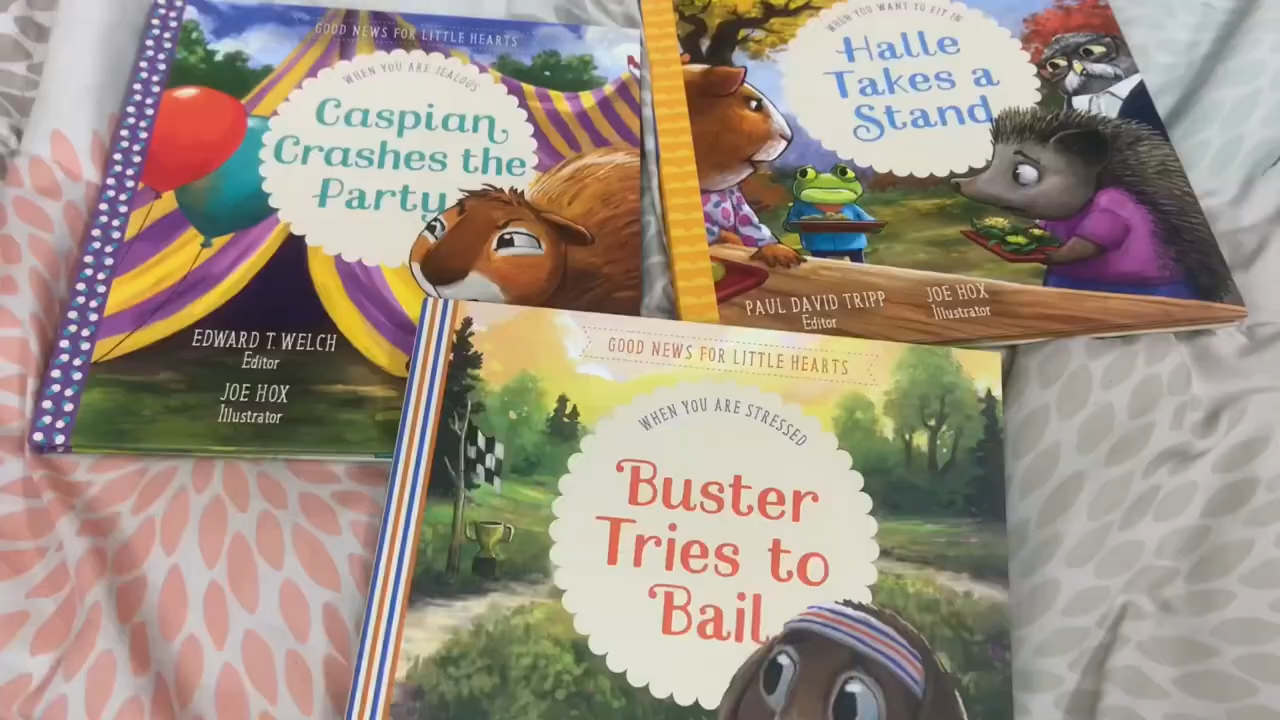 GOOD NEWS FOR LITTLE HEARTS
WHEN YOU ARE JEALOUS
Caspian
Crashes the
Party
EDWARD T. WELCH
Editor
JOE HOX
Illustrator
WHEN YOU WANT TO FIT IN
Halle
Takes a
Stand
PAUL DAVID TRIPP
Editor
JOE HOX
Illustrator
GOOD NEWS FOR LITTLE HEARTS
WHEN YOU ARE STRESSED
Buster
Tries to
Bail